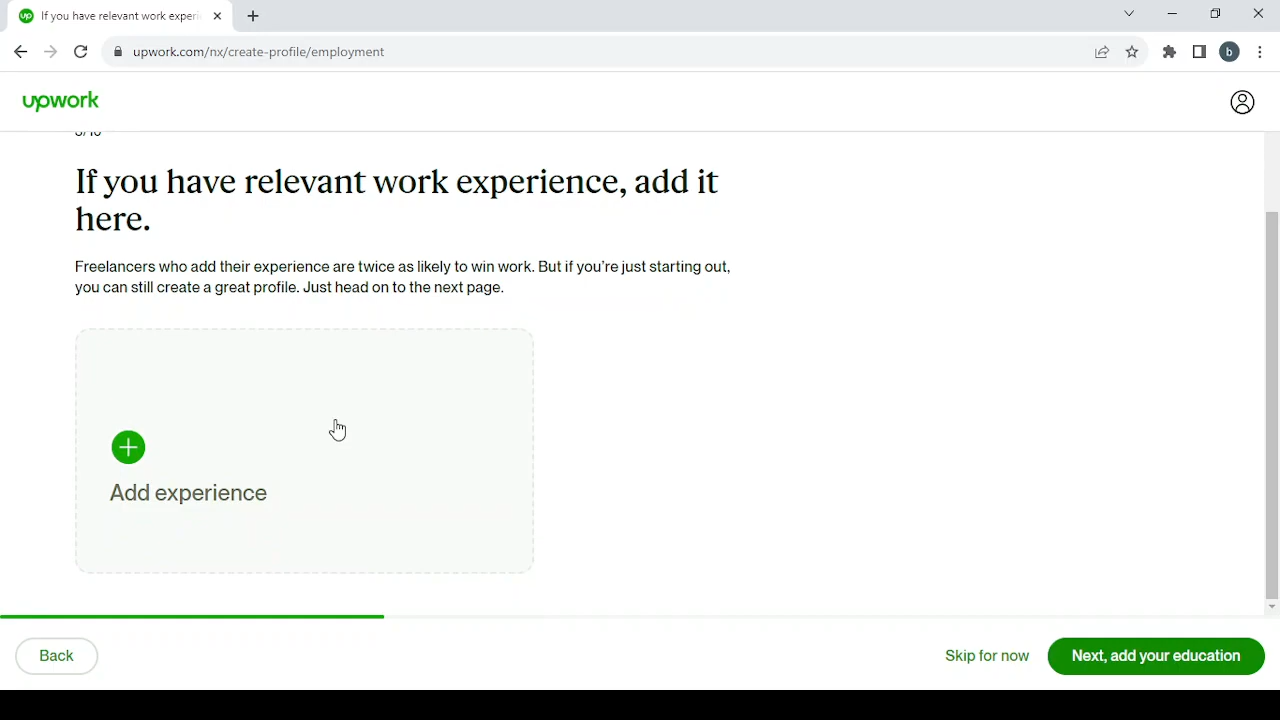 If you have relevant work experi
upwork.com/nx/create-profile/employment
b
upwork
If you have relevant work experience, add it
here.
Freelancers who add their experience are twice as likely to win work. But if you're just starting out,
you can still create a great profile. Just head on to the next page.
Add experience
Back
Skip for now
Next, add your education